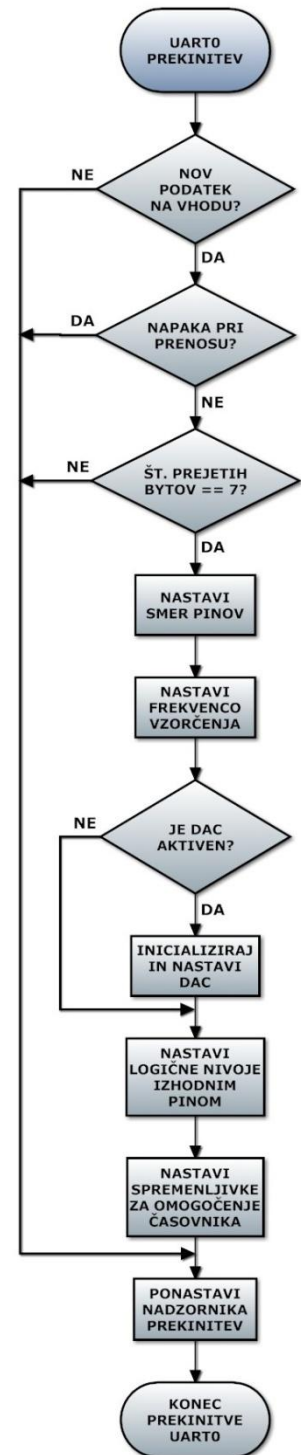 UART0
PREKINITEV
NE
NOV
PODATEK
NA VHODU?
DA
DA
NAPAKA PRI
PRENOSU?
NE
NE
ŠT. PREJETIH
BYTOV == 7?
DA
NASTAVI
SMER PINOV
NASTAVI
FREKVENCO
VZORČENJA
NE
JE DAC
AKTIVEN?
DA
INICIALIZIRAJ
IN NASTAVI
DAC
NASTAVI
LOGIČNE NIVOJE
IZHODNIM
PINOM
NASTAVI
SPREMENLJIVKE
ZA OMOGOČENJE
ČASOVNIKA
PONASTAVI
NADZORNIKA
PREKINITEV
KONEC
PREKINITVE
UART0